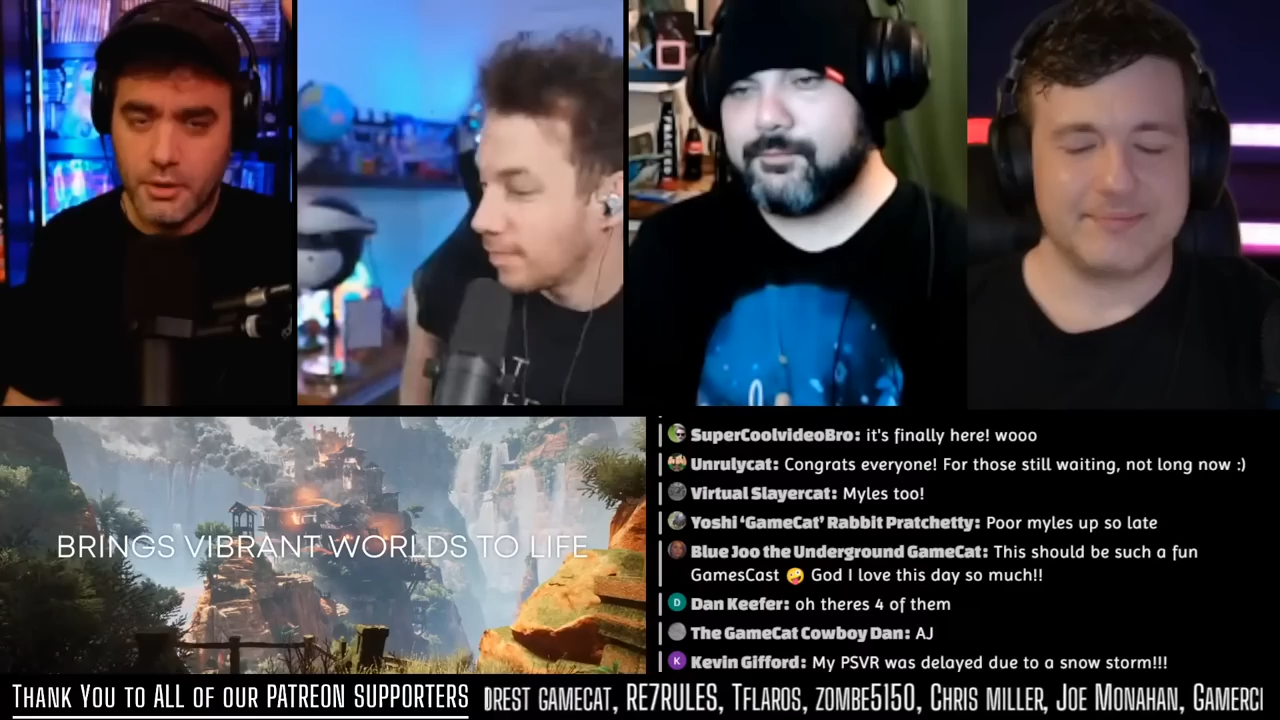 BRINGS VIBRANT WORLDS TO LIFE
SuperCoolvideoBro: it's finally here! wooo
Unrulycat: Congrats everyone! For those still waiting, not long now :)
Virtual Slayercat: Myles too!
Yoshi ‘GameCat’ Rabbit Pratchetty: Poor myles up so late
Blue Joo the Underground GameCat: This should be such a fun
GamesCast 🤪 God I love this day so much!!
D Dan Keefer: oh theres 4 of them
The GameCat Cowboy Dan: AJ
K Kevin Gifford: My PSVR was delayed due to a snow storm!!!
THANK YOU TO ALL OF OUR PATREON SUPPORTERS
DREST GAMECAT, RE7RULES, TFLAROS, ZOMBE5150, CHRIS MILLER, JOE MONAHAN, GAMERCI